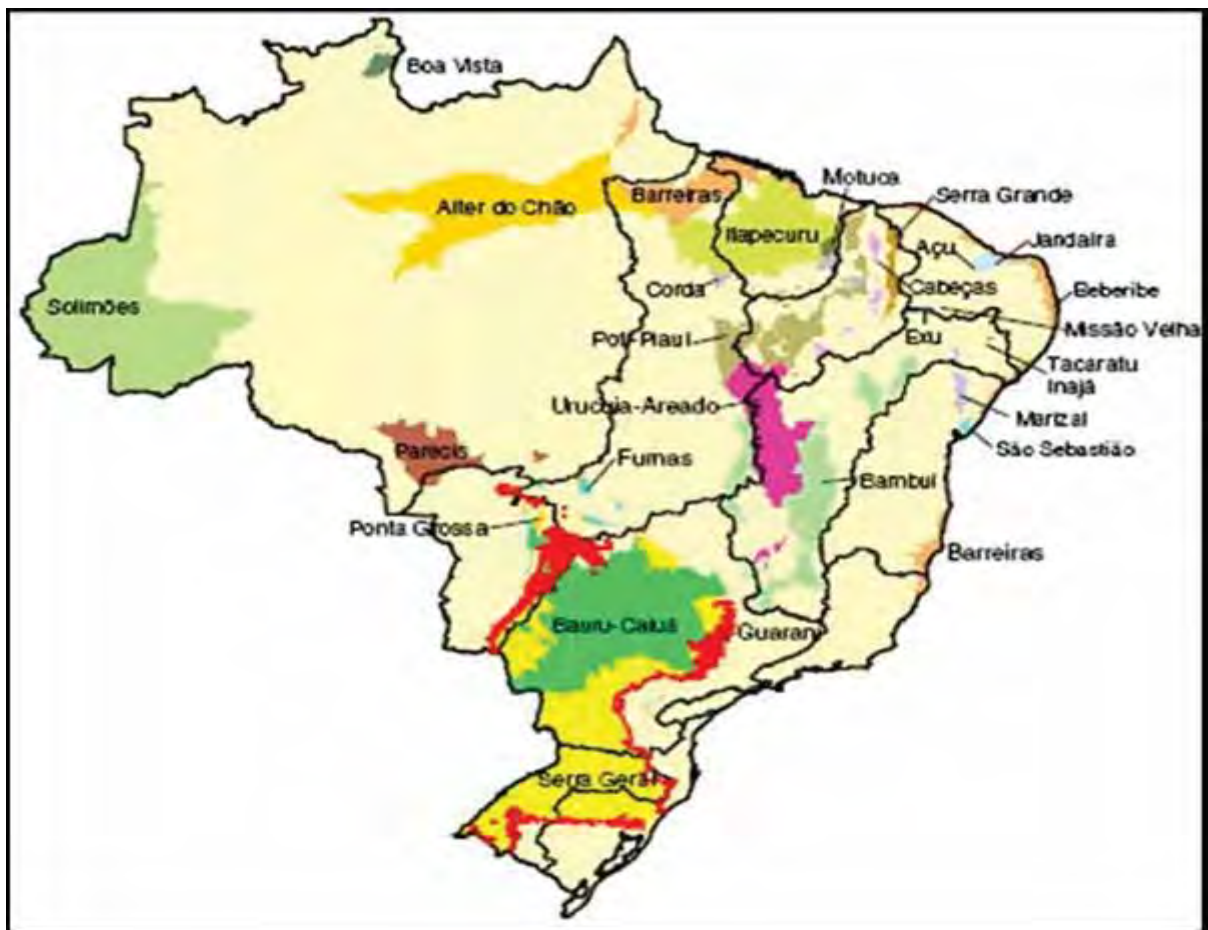 Boa Vista
Motuca
Barreiras
Serra Grande
Alter do Chão
Itapecuru
Açu
Jandaíra
Corda
Cabeças
Beberibe
Solimões
Missão Velha
Poti-Piauí
Exu
Tacaratu
Inajá
Urucuia-Areado
Marizal
São Sebastião
Parecis
Furnas
Bambuí
Ponta Grossa
Barreiras
Bauru-Caiuá
Guarani
Serra Geral